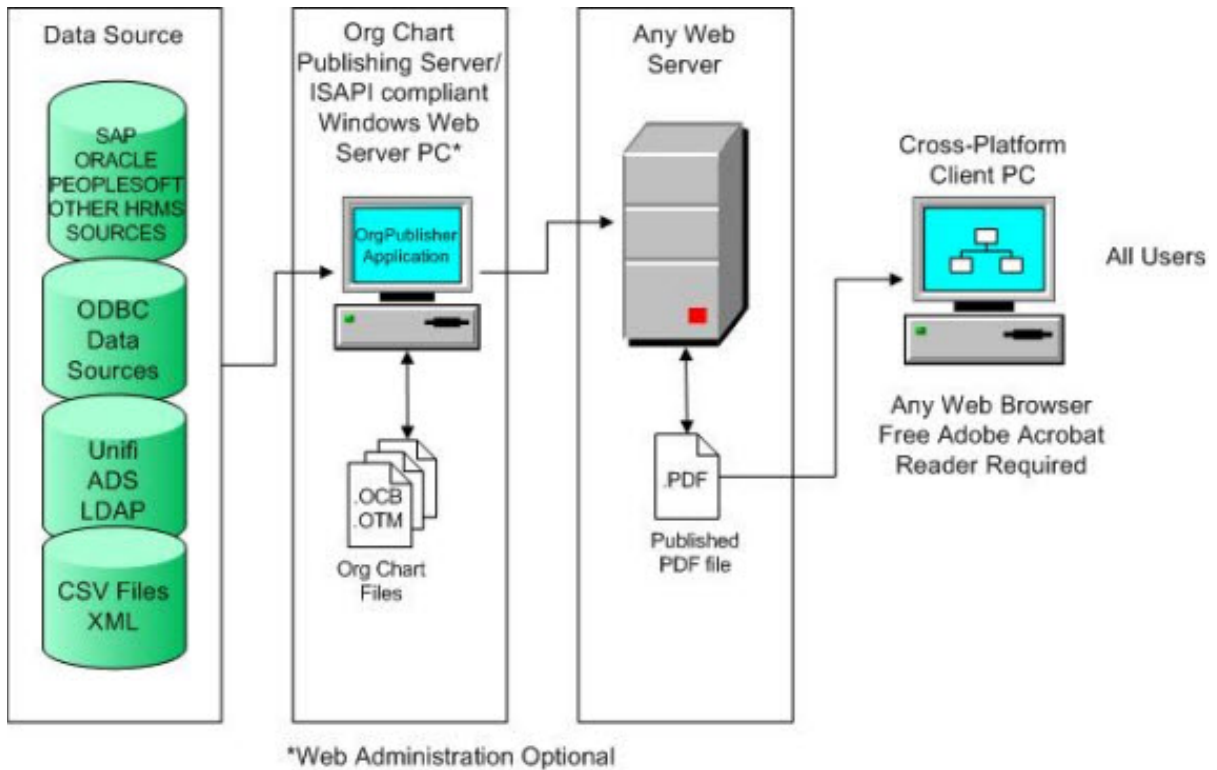 Data Source
SAP
ORACLE
PEOPLESOFT
OTHER HRMS
SOURCES
ODBC
Data
Sources
Unifi
ADS
LDAP
CSV Files
XML
Org Chart
Publishing Server/
ISAPI compliant
Windows Web
Server PC*
OrgPublisher
Application
.OCB
.OTM
Org Chart
Files
Any Web
Server
.PDF
Published
PDF file
Cross-Platform
Client PC
All Users
Any Web Browser
Free Adobe Acrobat
Reader Required
*Web Administration Optional